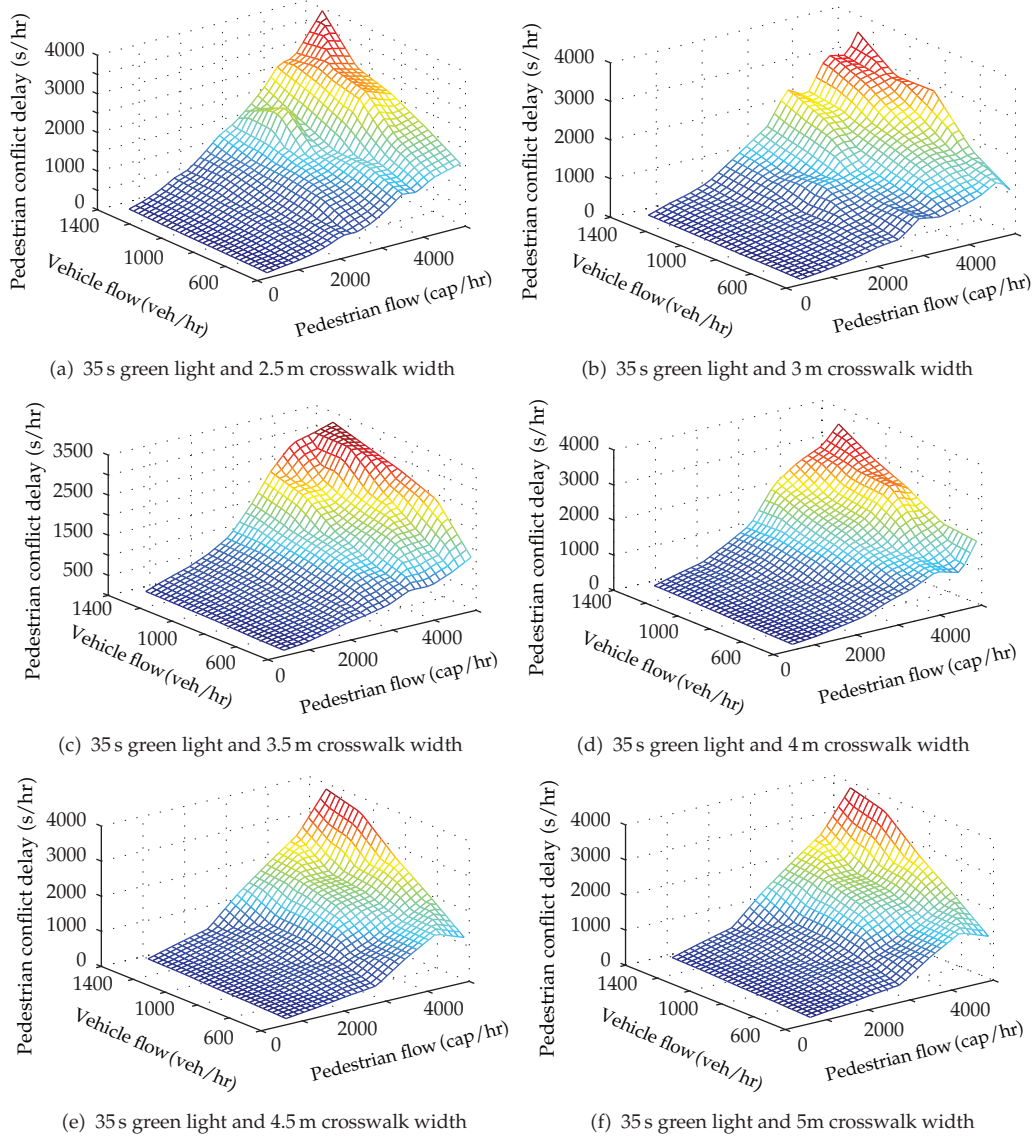 Pedestrian conflict delay (s/hr)
4000
3000
2000
1000
0
1400
1000
600
Vehicle flow (veh/hr)
0
2000
4000
Pedestrian flow (cap/hr)
(a) 35 s green light and 2.5 m crosswalk width
Pedestrian conflict delay (s/hr)
4000
3000
2000
1000
0
1400
1000
600
Vehicle flow (veh/hr)
0
2000
4000
Pedestrian flow (cap/hr)
(b) 35 s green light and 3 m crosswalk width
Pedestrian conflict delay (s/hr)
3500
2500
1500
500
1400
1000
600
Vehicle flow (veh/hr)
0
2000
4000
Pedestrian flow (cap/hr)
(c) 35 s green light and 3.5 m crosswalk width
Pedestrian conflict delay (s/hr)
4000
3000
2000
1000
0
1400
1000
600
Vehicle flow (veh/hr)
0
2000
4000
Pedestrian flow (cap/hr)
(d) 35 s green light and 4 m crosswalk width
Pedestrian conflict delay (s/hr)
4000
3000
2000
1000
0
1400
1000
600
Vehicle flow (veh/hr)
0
2000
4000
Pedestrian flow (cap/hr)
(e) 35 s green light and 4.5 m crosswalk width
Pedestrian conflict delay (s/hr)
4000
3000
2000
1000
0
1400
1000
600
Vehicle flow (veh/hr)
0
2000
4000
Pedestrian flow (cap/hr)
(f) 35 s green light and 5m crosswalk width